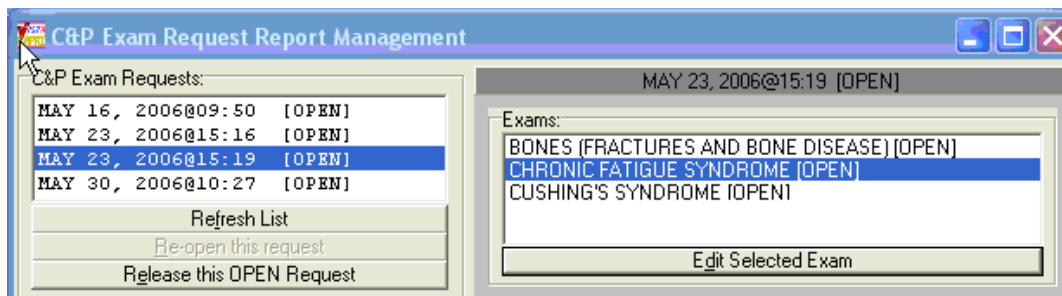 C&P Exam Request Report Management
C&P Exam Requests:
MAY 16, 2006@09:50 [OPEN]
MAY 23, 2006@15:16 [OPEN]
MAY 23, 2006@15:19 [OPEN]
MAY 30, 2006@10:27 [OPEN]
Refresh List
Re-open this request
Release this OPEN Request
MAY 23, 2006@15:19 [OPEN]
Exams:
BONES (FRACTURES AND BONE DISEASE) [OPEN]
CHRONIC FATIGUE SYNDROME [OPEN]
CUSHING'S SYNDROME [OPEN]
Edit Selected Exam